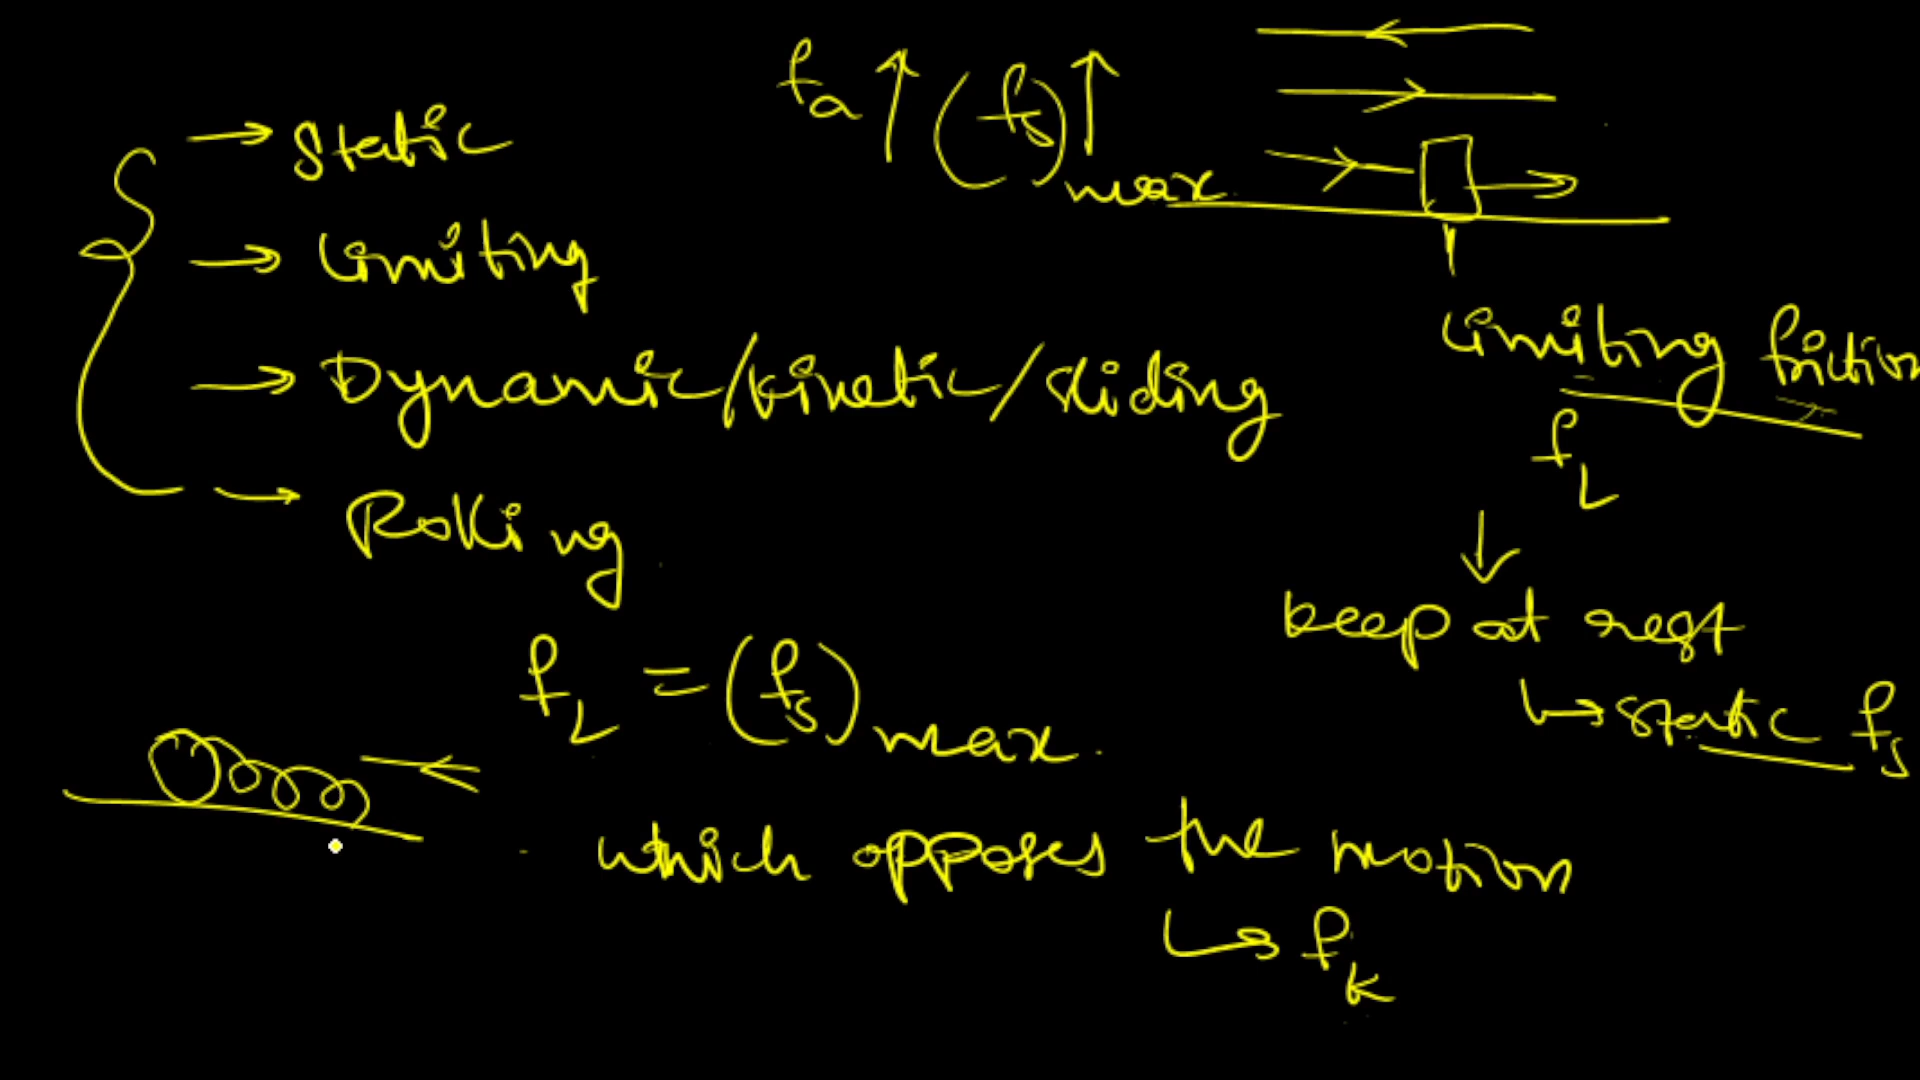 → Static
→ Limiting
→ Dynamic/kinetic/sliding
→ Rolling
fa ↑ (fs)max ↑
Limiting friction
fL
↓
keep at rest
↳ static fs
fL = (fs)max.
which opposes the motion
↳ fk